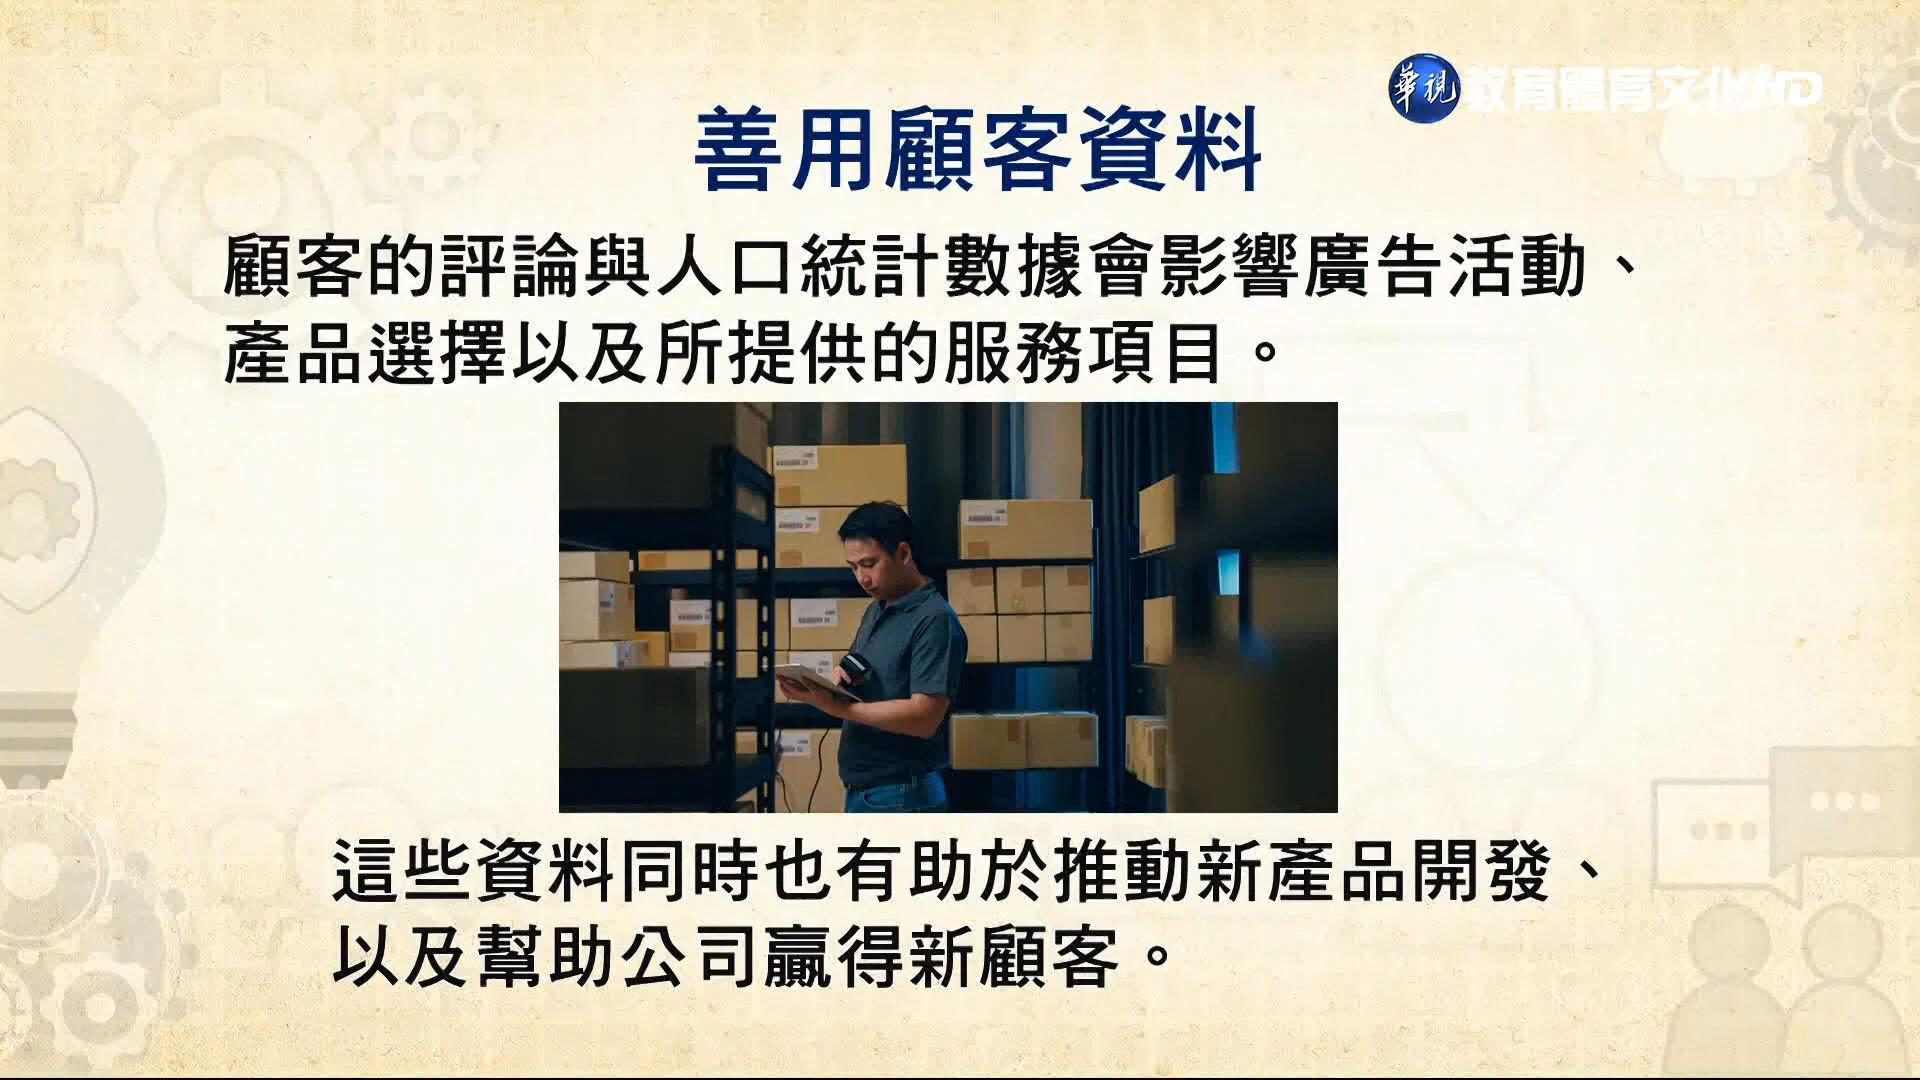 華視 教育體育文化HD
善用顧客資料
顧客的評論與人口統計數據會影響廣告活動、
產品選擇以及所提供的服務項目。
這些資料同時也有助於推動新產品開發、
以及幫助公司贏得新顧客。